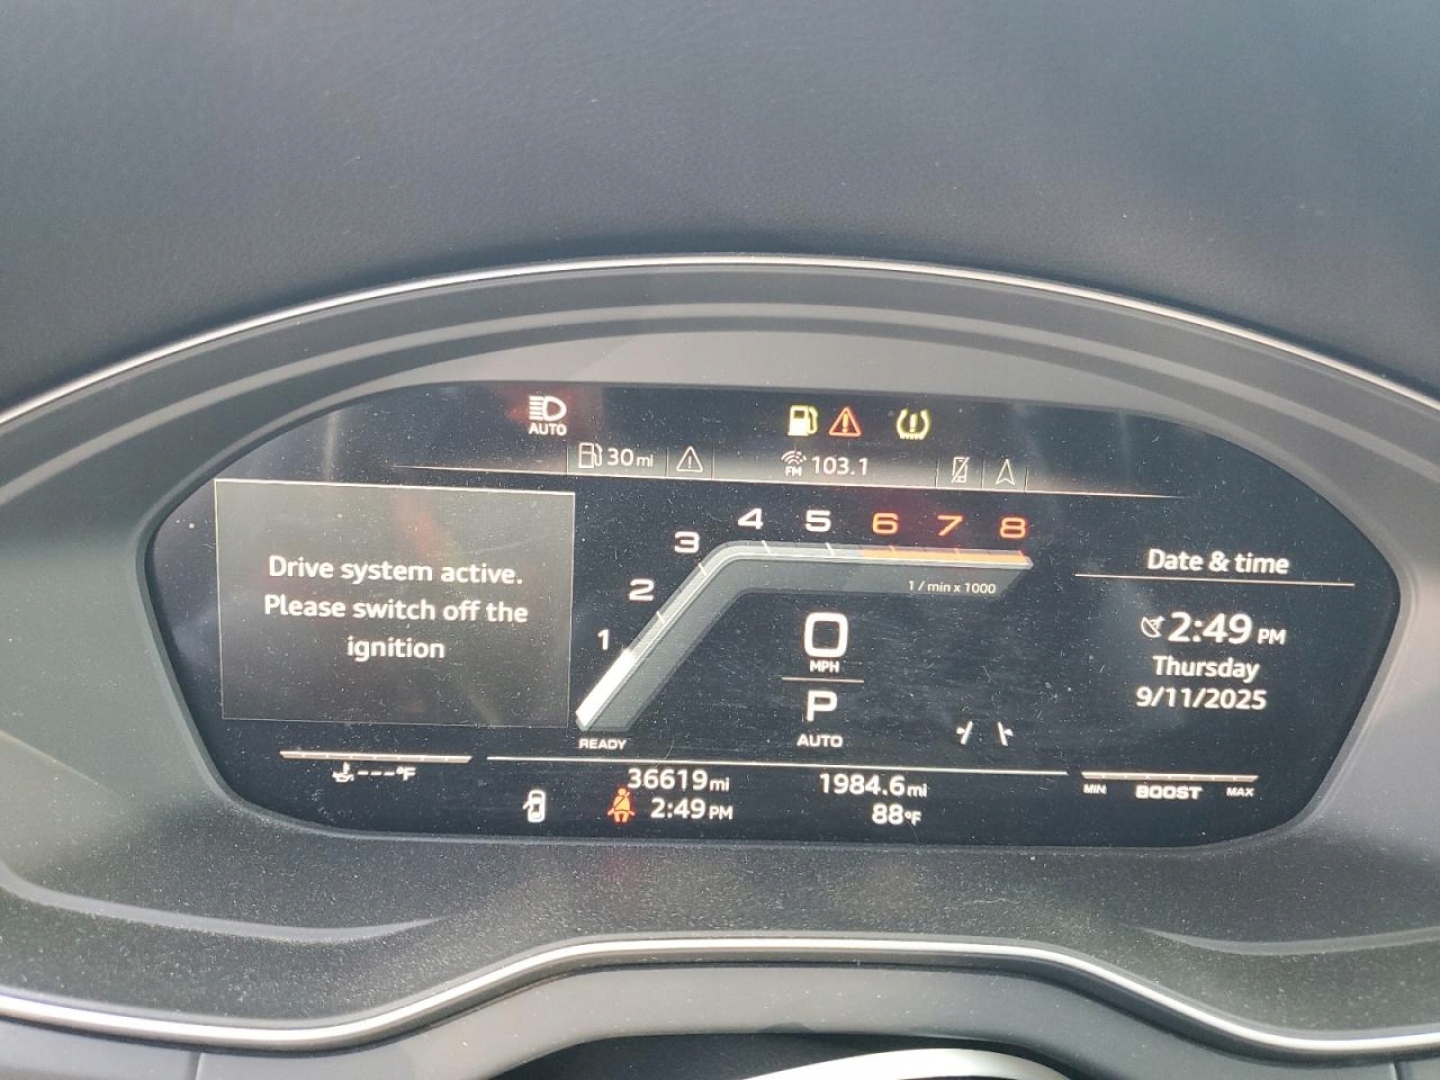 AUTO
30mi
FM 103.1
Drive system active.
Please switch off the
ignition
1 2 3 4 5 6 7 8
1 / min x 1000
0
MPH
P
AUTO
READY
Date & time
2:49 PM
Thursday
9/11/2025
---°F
36619mi
1984.6mi
MIN BOOST MAX
2:49 PM
88°F